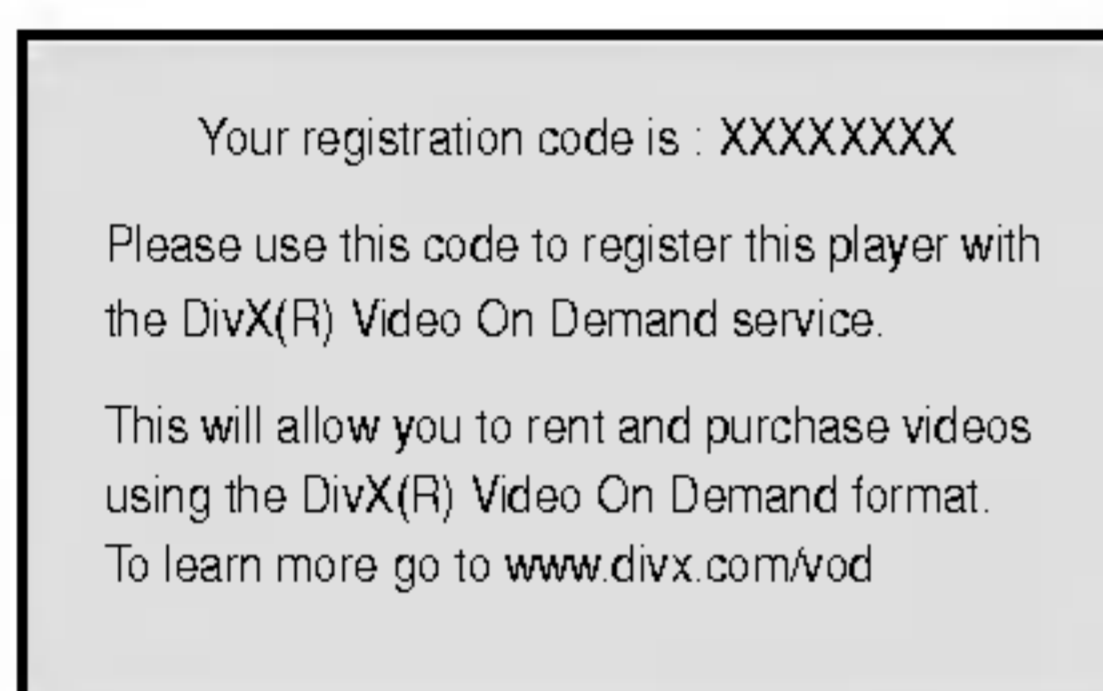 Your registration code is : XXXXXXXX
Please use this code to register this player with
the DivX(R) Video On Demand service.
This will allow you to rent and purchase videos
using the DivX(R) Video On Demand format.
To learn more go to www.divx.com/vod